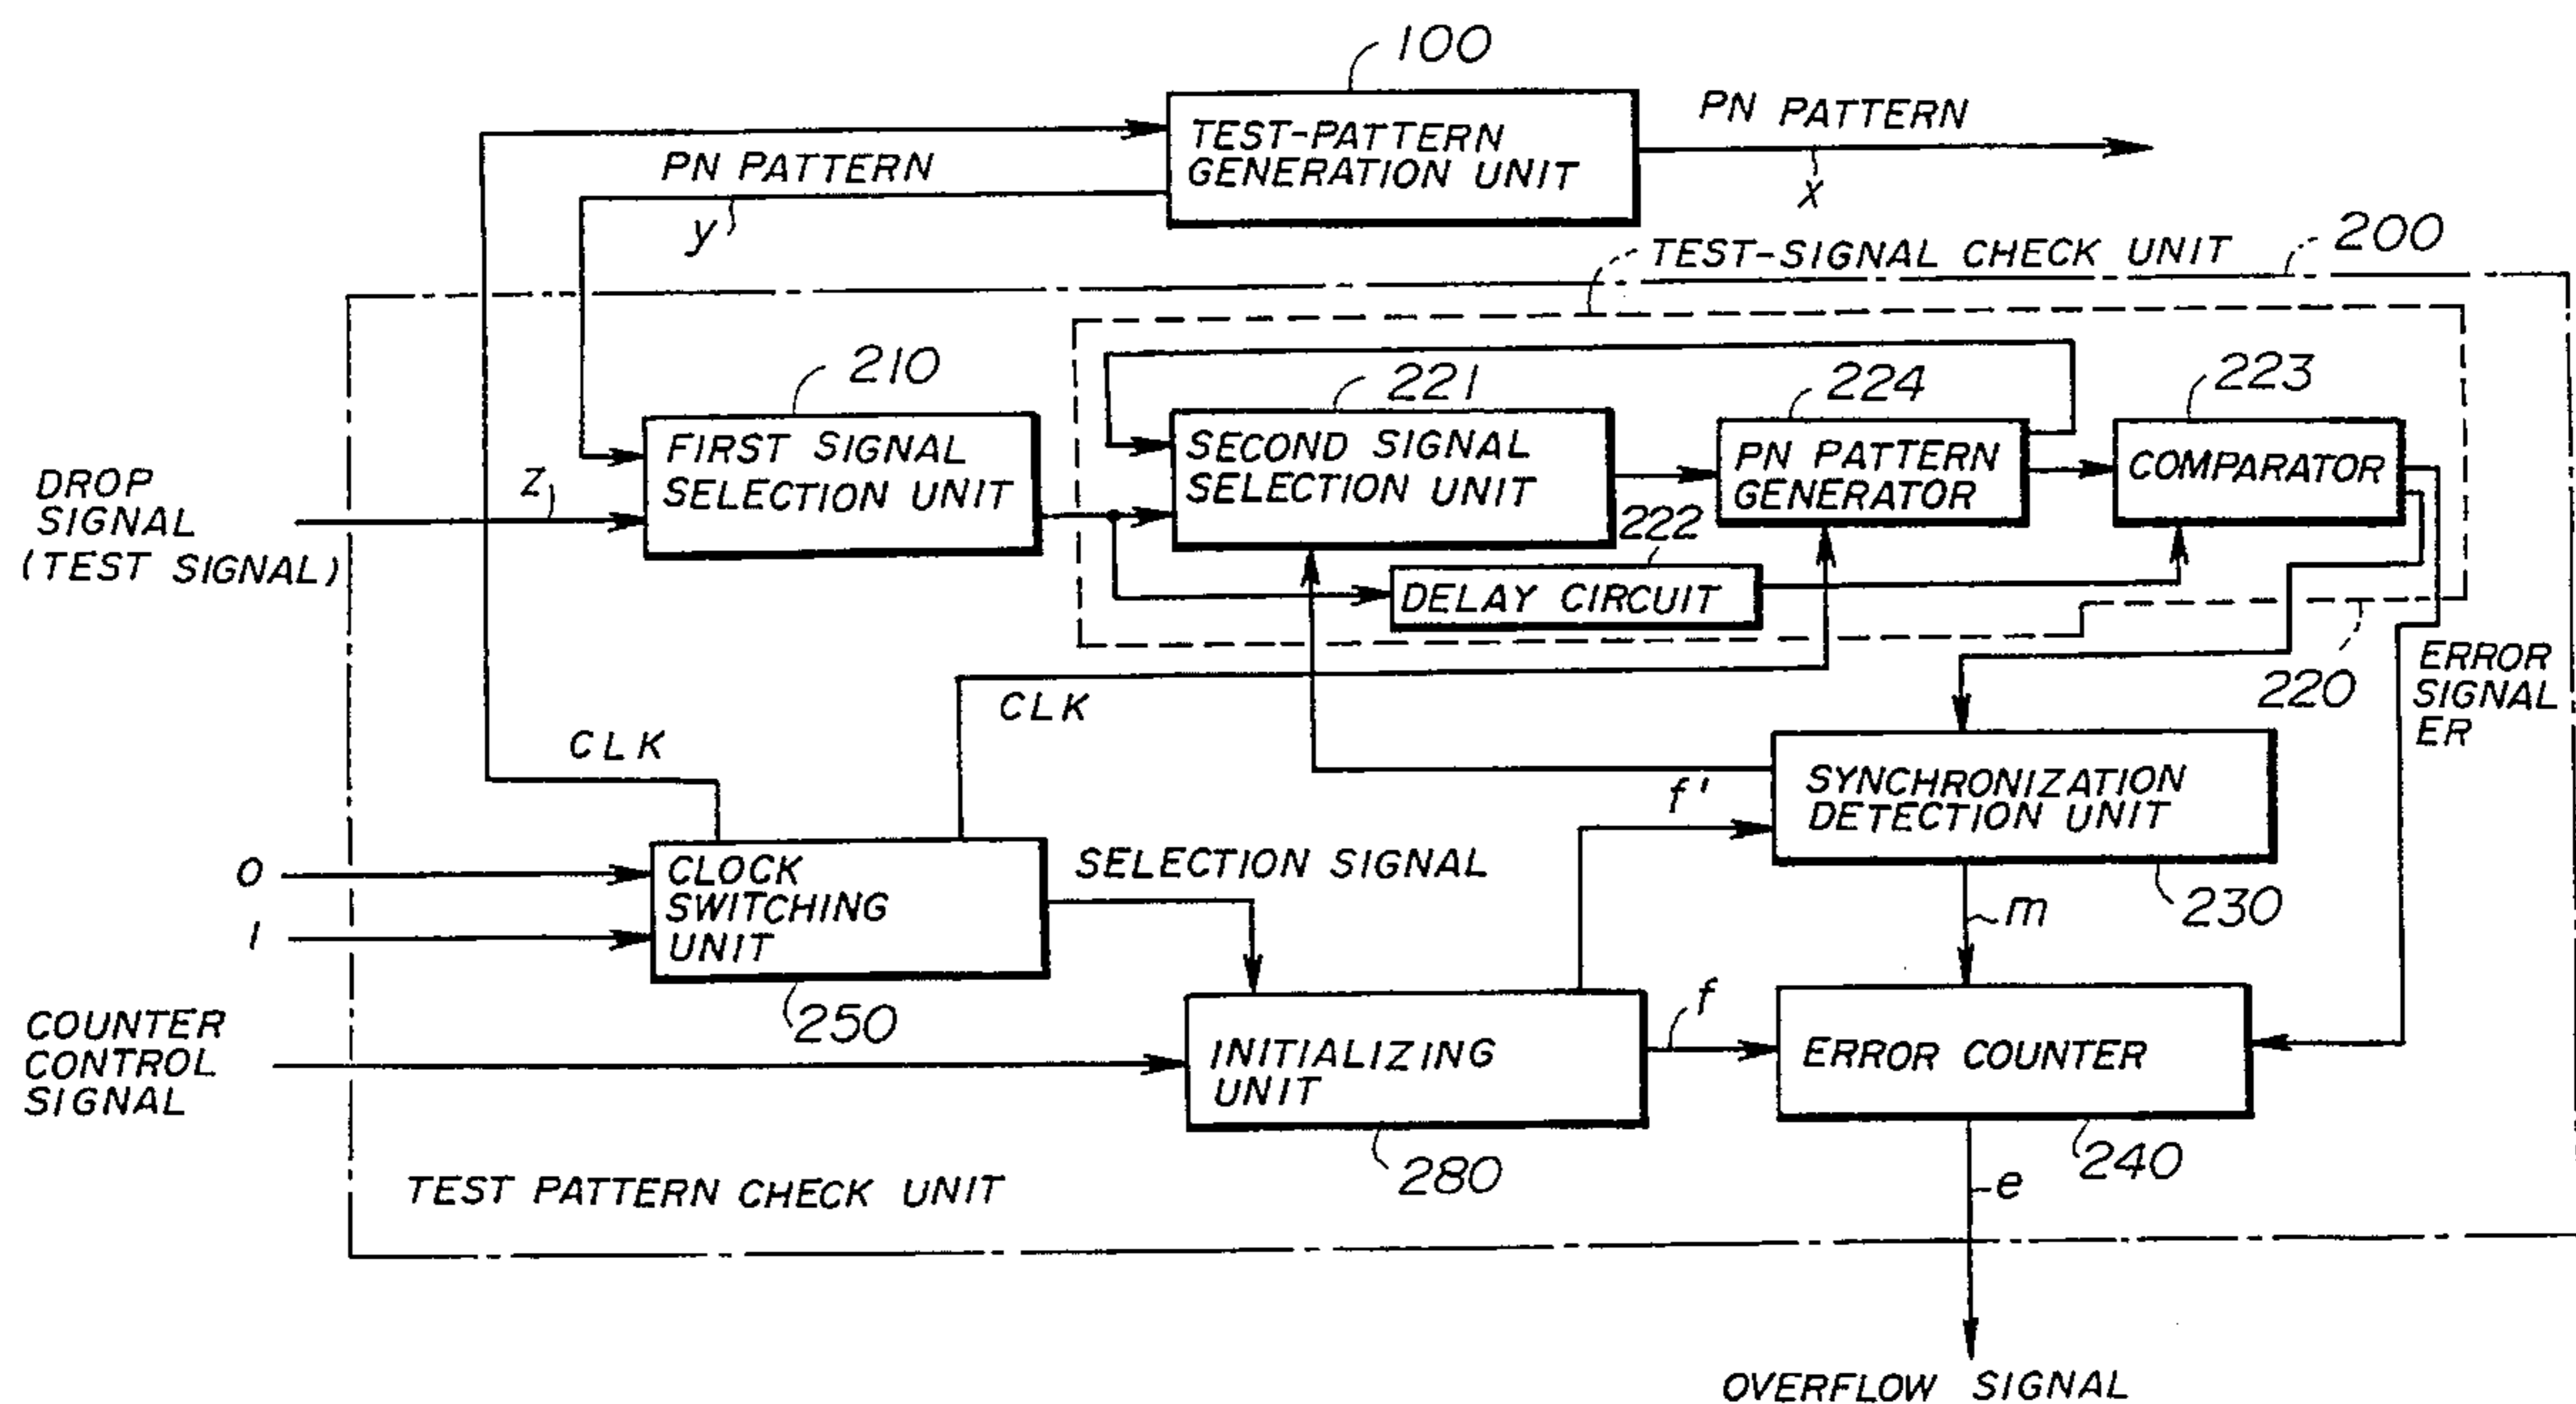 100
TEST-PATTERN
GENERATION UNIT
PN PATTERN
x
PN PATTERN
y
TEST-SIGNAL CHECK UNIT
200
210
FIRST SIGNAL
SELECTION UNIT
221
SECOND SIGNAL
SELECTION UNIT
224
PN PATTERN
GENERATOR
223
COMPARATOR
DROP
SIGNAL
(TEST SIGNAL)
z
222
DELAY CIRCUIT
220
ERROR
SIGNAL
ER
CLK
CLK
f'
SYNCHRONIZATION
DETECTION UNIT
230
0
1
CLOCK
SWITCHING
UNIT
250
SELECTION SIGNAL
m
COUNTER
CONTROL
SIGNAL
INITIALIZING
UNIT
280
f
ERROR COUNTER
240
TEST PATTERN CHECK UNIT
e
OVERFLOW SIGNAL